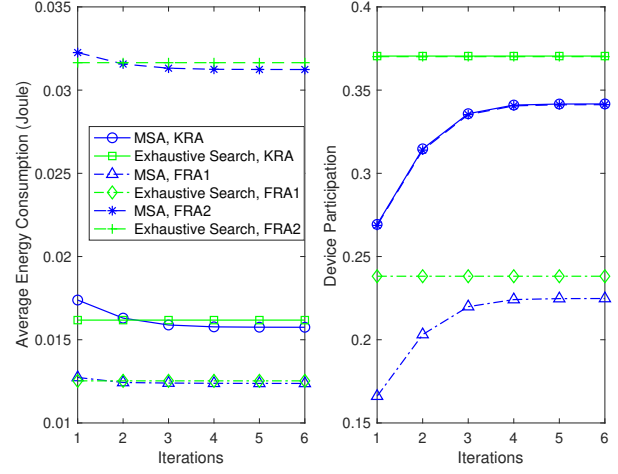 0.035
0.03
0.025
0.02
0.015
0.01
Average Energy Consumption (Joule)
1 2 3 4 5 6
Iterations
MSA, KRA
Exhaustive Search, KRA
MSA, FRA1
Exhaustive Search, FRA1
MSA, FRA2
Exhaustive Search, FRA2
0.4
0.35
0.3
0.25
0.2
0.15
Device Participation
1 2 3 4 5 6
Iterations